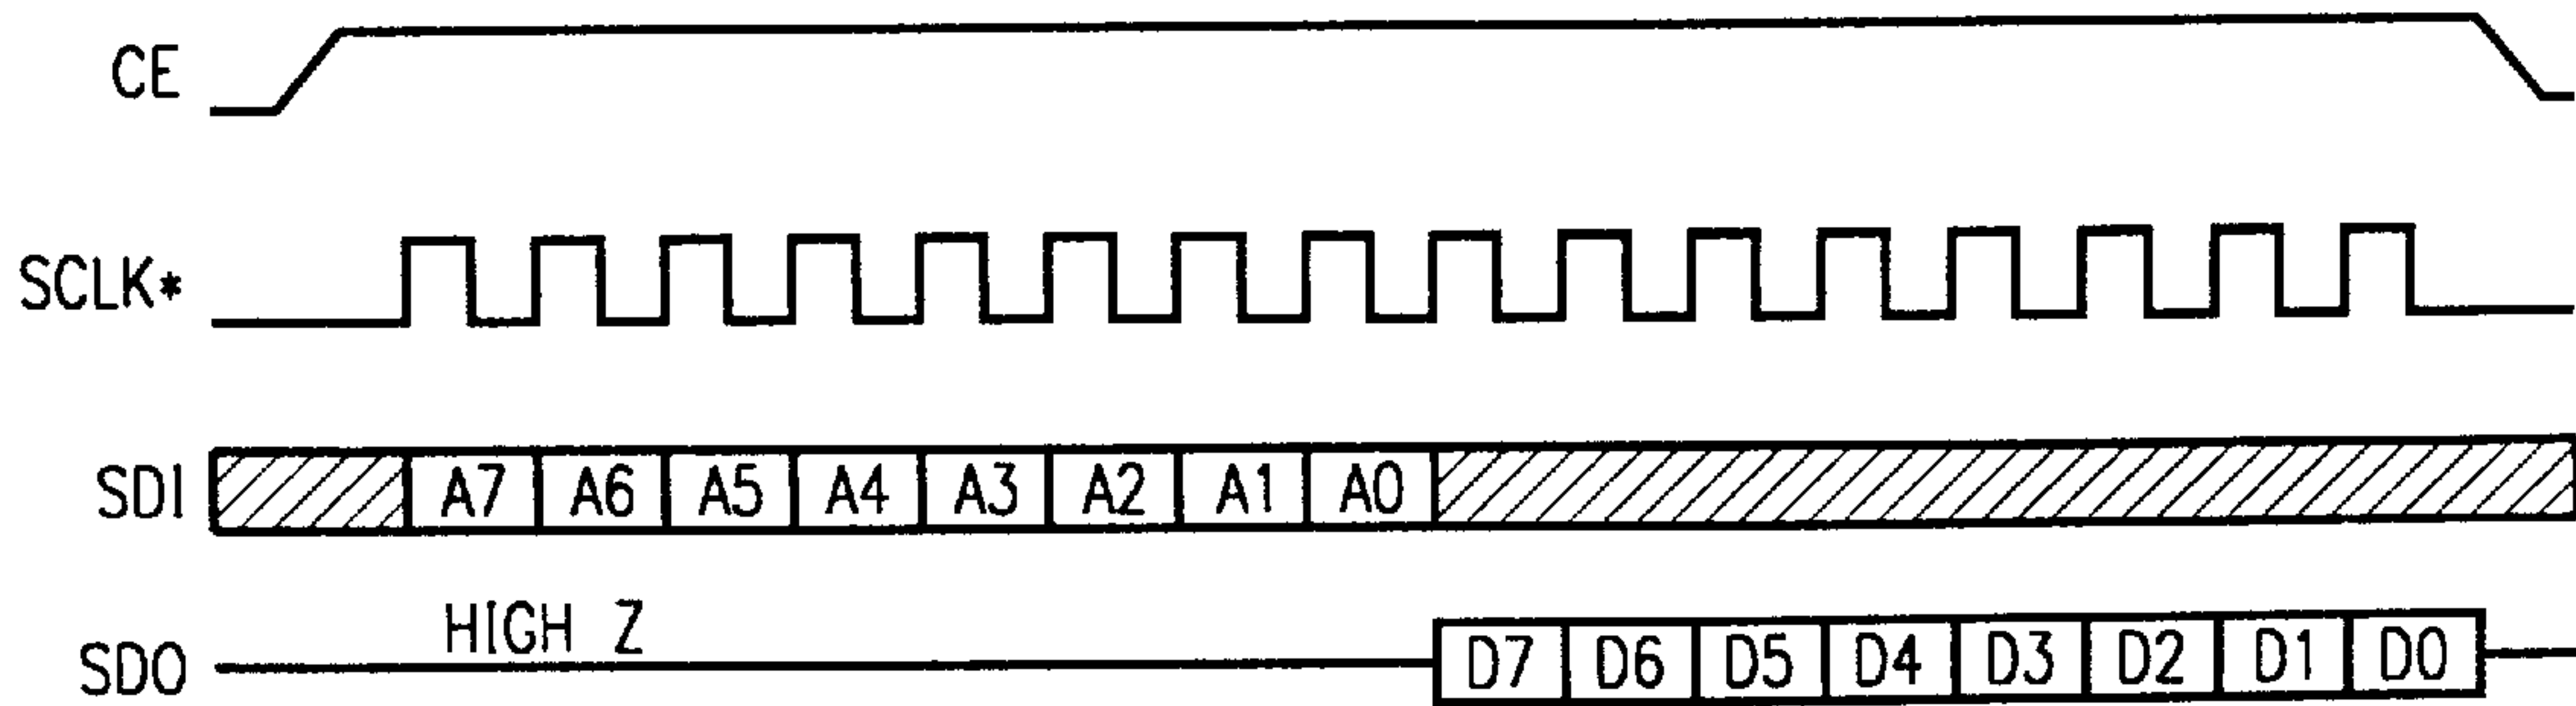 CE
SCLK*
SDI A7 A6 A5 A4 A3 A2 A1 A0
HIGH Z
SDO D7 D6 D5 D4 D3 D2 D1 D0